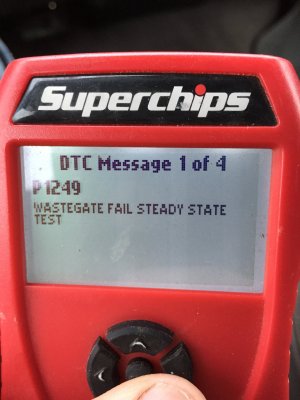 Superchips
DTC Message 1 of 4
P1249
WASTEGATE FAIL STEADY STATE
TEST